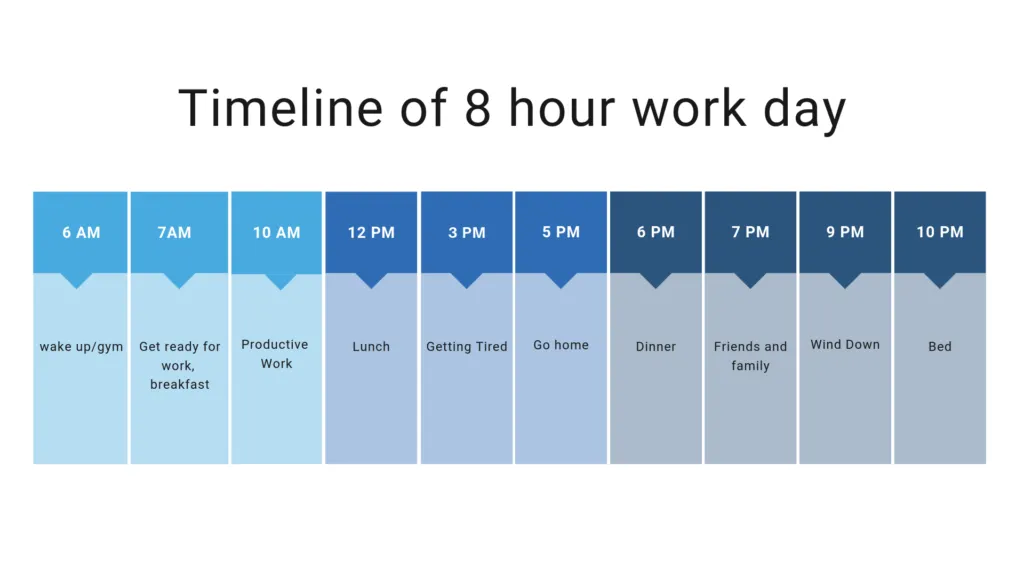 Timeline of 8 hour work day
6 AM
7AM
10 AM
12 PM
3 PM
5 PM
6 PM
7 PM
9 PM
10 PM
wake up/gym
Get ready for
work,
breakfast
Productive
Work
Lunch
Getting Tired
Go home
Dinner
Friends and
family
Wind Down
Bed